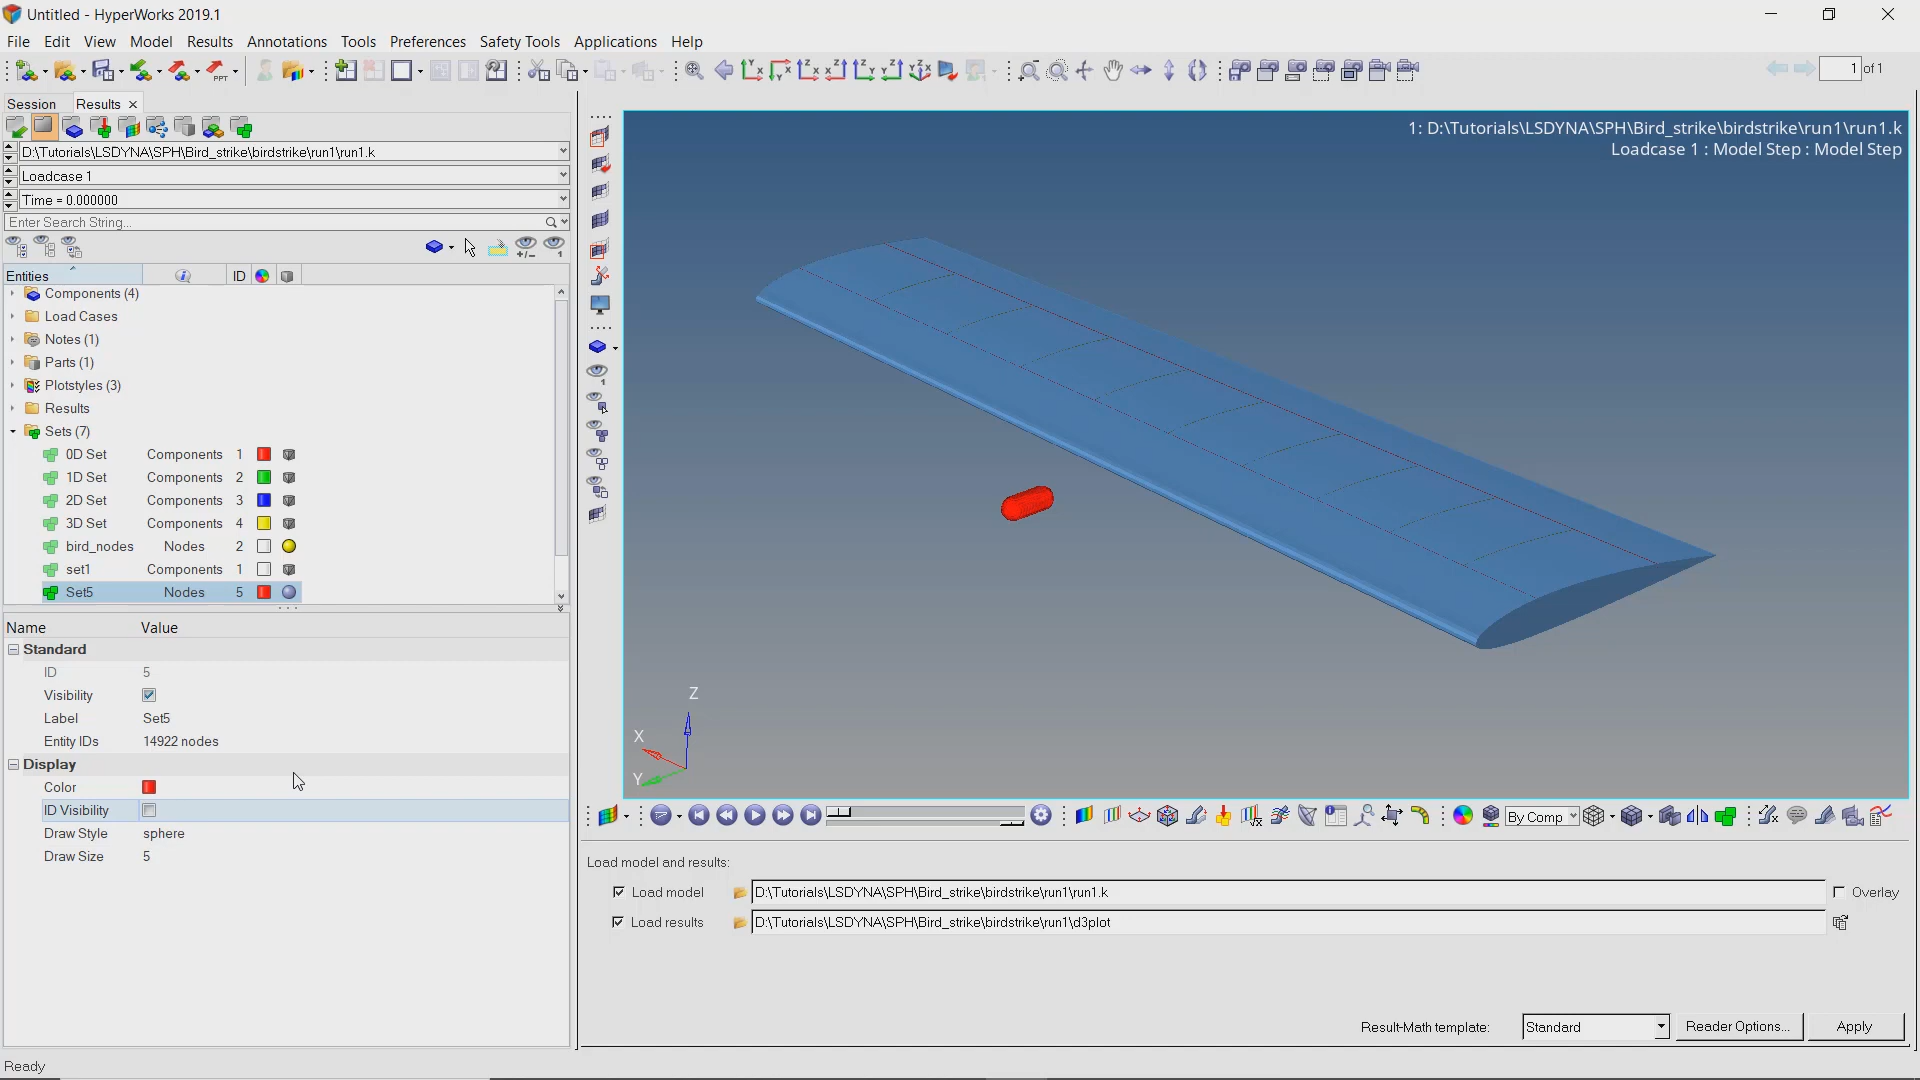 Untitled - HyperWorks 2019.1
File Edit View Model Results Annotations Tools Preferences Safety Tools Applications Help
1 of 1
Session Results
D:\Tutorials\LSDYNA\SPH\Bird_strike\birdstrike\run1\run1.k
Loadcase 1
Time = 0.000000
Enter Search String...
Entities ID
Components (4)
Load Cases
Notes (1)
Parts (1)
Plotstyles (3)
Results
Sets (7)
0D Set Components 1
1D Set Components 2
2D Set Components 3
3D Set Components 4
bird_nodes Nodes 2
set1 Components 1
Set5 Nodes 5
Name Value
Standard
ID 5
Visibility
Label Set5
Entity IDs 14922 nodes
Display
Color
ID Visibility
Draw Style sphere
Draw Size 5
Ready
1: D:\Tutorials\LSDYNA\SPH\Bird_strike\birdstrike\run1\run1.k
Loadcase 1 : Model Step : Model Step
Z
X
Y
By Comp
Load model and results:
Load model D:\Tutorials\LSDYNA\SPH\Bird_strike\birdstrike\run1\run1.k Overlay
Load results D:\Tutorials\LSDYNA\SPH\Bird_strike\birdstrike\run1\d3plot
Result-Math template: Standard Reader Options... Apply